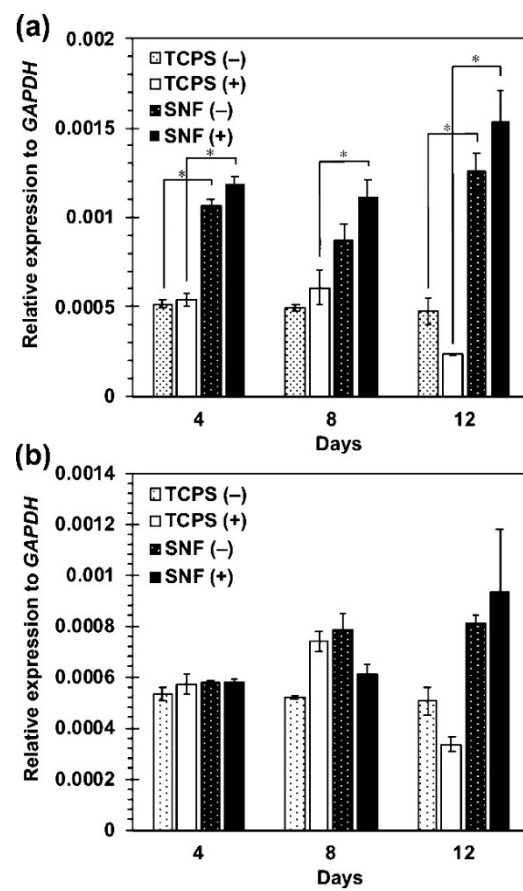 (a)
0.002
TCPS (–)
TCPS (+)
SNF (–)
SNF (+)
*
*
*
*
*
0.0015
0.001
0.0005
0
Relative expression to GAPDH
4 8 12
Days
(b)
0.0014
TCPS (–)
TCPS (+)
SNF (–)
SNF (+)
0.0012
0.001
0.0008
0.0006
0.0004
0.0002
0
Relative expression to GAPDH
4 8 12
Days